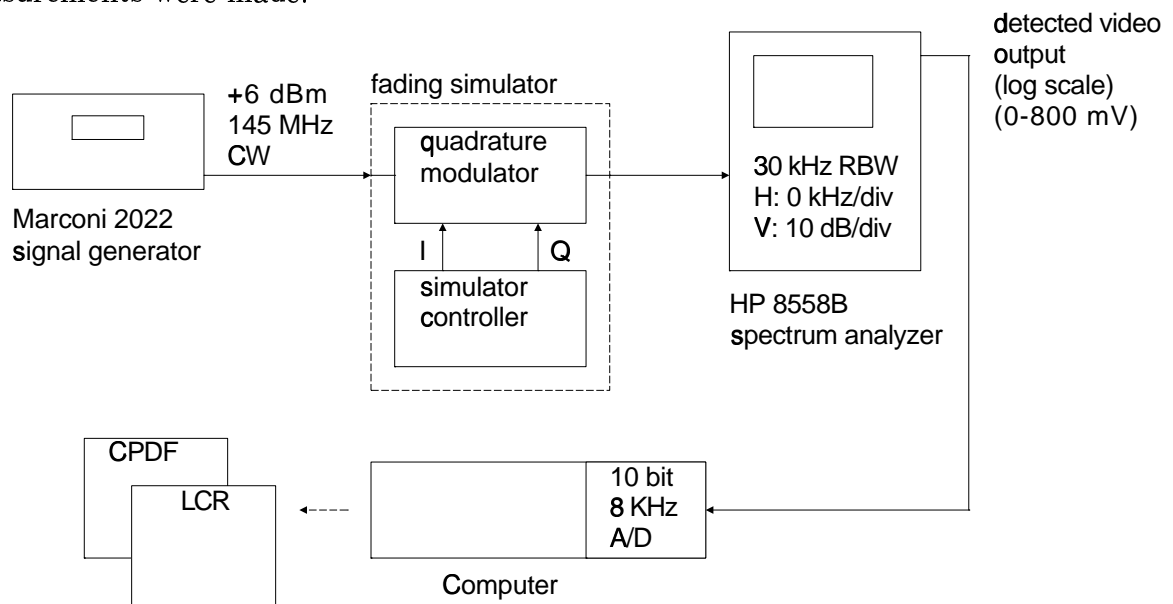 surements were made.
detected video
output
(log scale)
(0-800 mV)
fading simulator
+6 dBm
145 MHz
CW
quadrature
modulator
30 kHz RBW
H: 0 kHz/div
V: 10 dB/div
Marconi 2022
signal generator
I
Q
simulator
controller
HP 8558B
spectrum analyzer
CPDF
LCR
10 bit
8 KHz
A/D
Computer